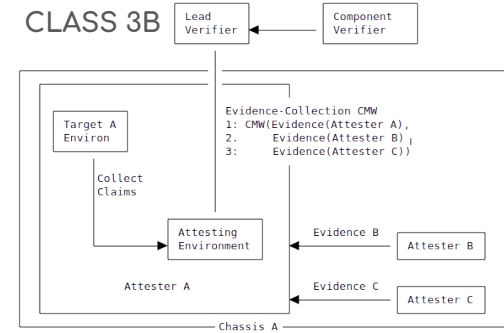 CLASS 3B
Lead
Verifier
Component
Verifier
Evidence-Collection CMW
1: CMW(Evidence(Attester A),
2. Evidence(Attester B) ,
3: Evidence(Attester C))
Target A
Environ
Collect
Claims
Attesting
Environment
Evidence B
Attester B
Attester A
Evidence C
Attester C
Chassis A